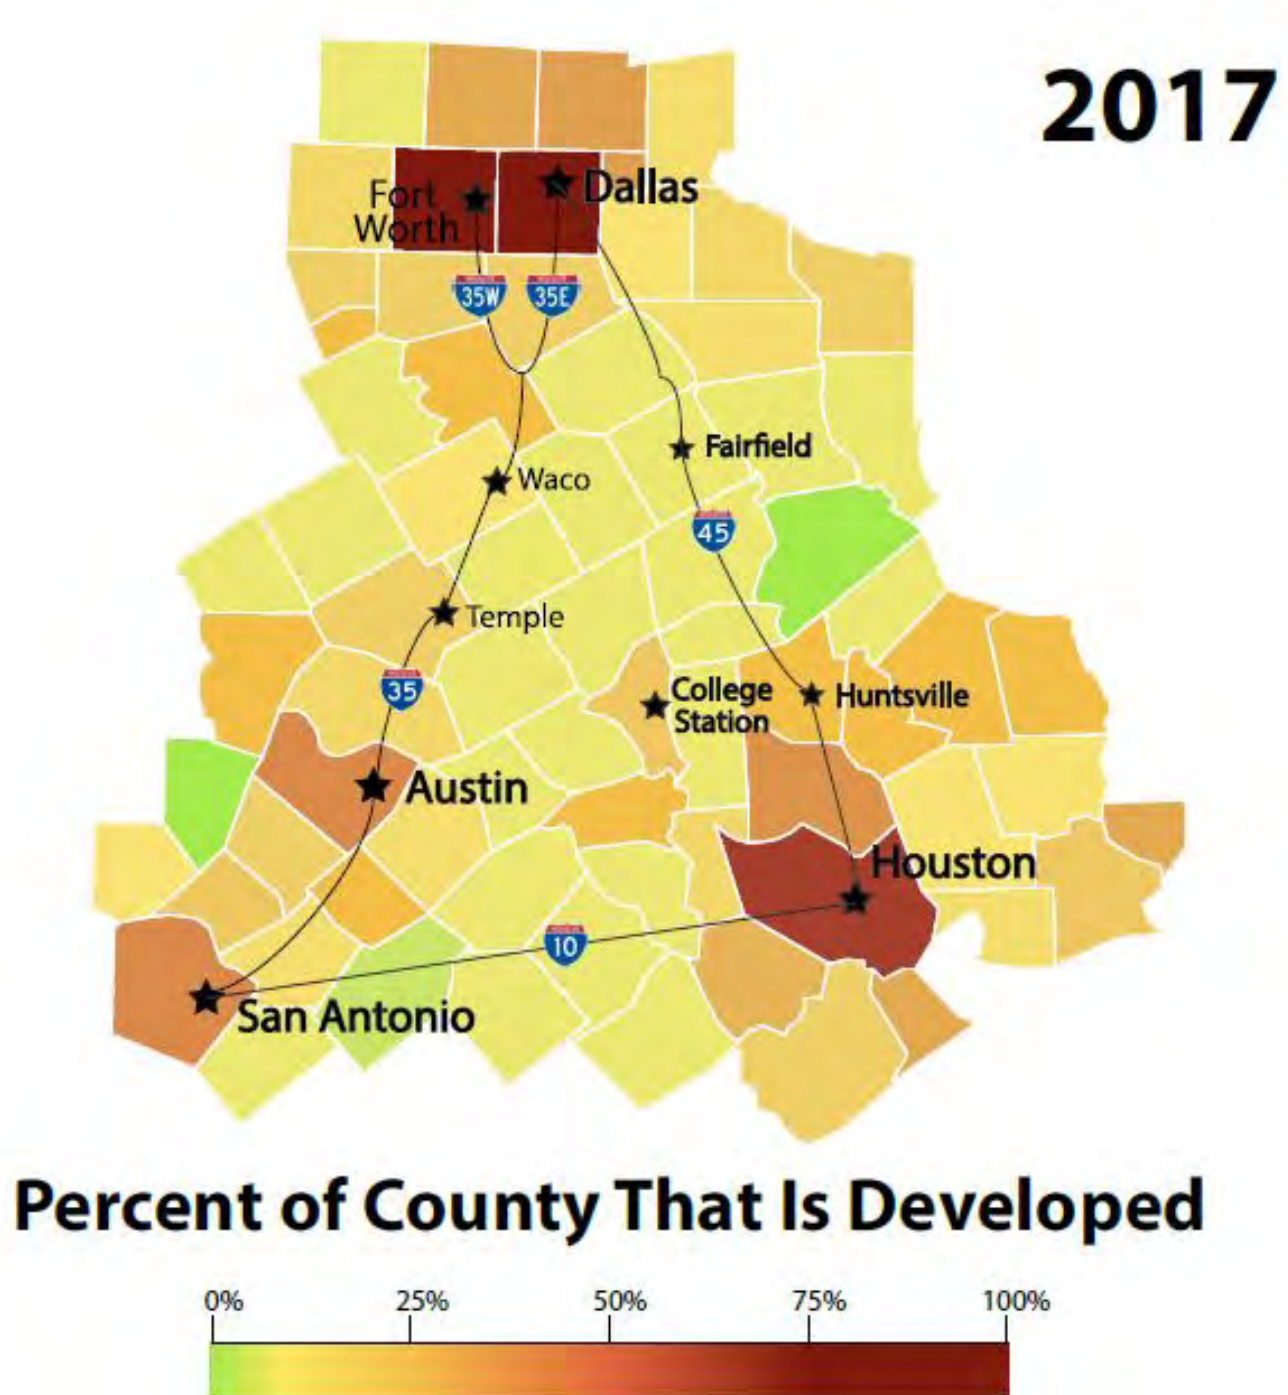 2017
Fort
Worth
Dallas
35W
35E
Fairfield
Waco
45
Temple
35
College
Station
Huntsville
Austin
Houston
10
San Antonio
Percent of County That Is Developed
0% 25% 50% 75% 100%